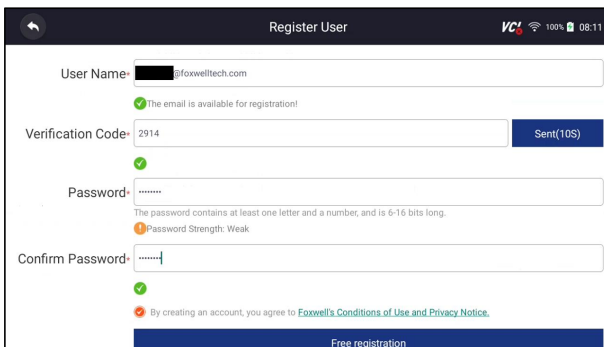 Register User
VCI 100% 08:11
User Name* @foxwelltech.com
The email is available for registration!
Verification Code* 2914 Sent(10S)
Password* ········
The password contains at least one letter and a number, and is 6-16 bits long.
Password Strength: Weak
Confirm Password* ········
By creating an account, you agree to Foxwell's Conditions of Use and Privacy Notice.
Free registration